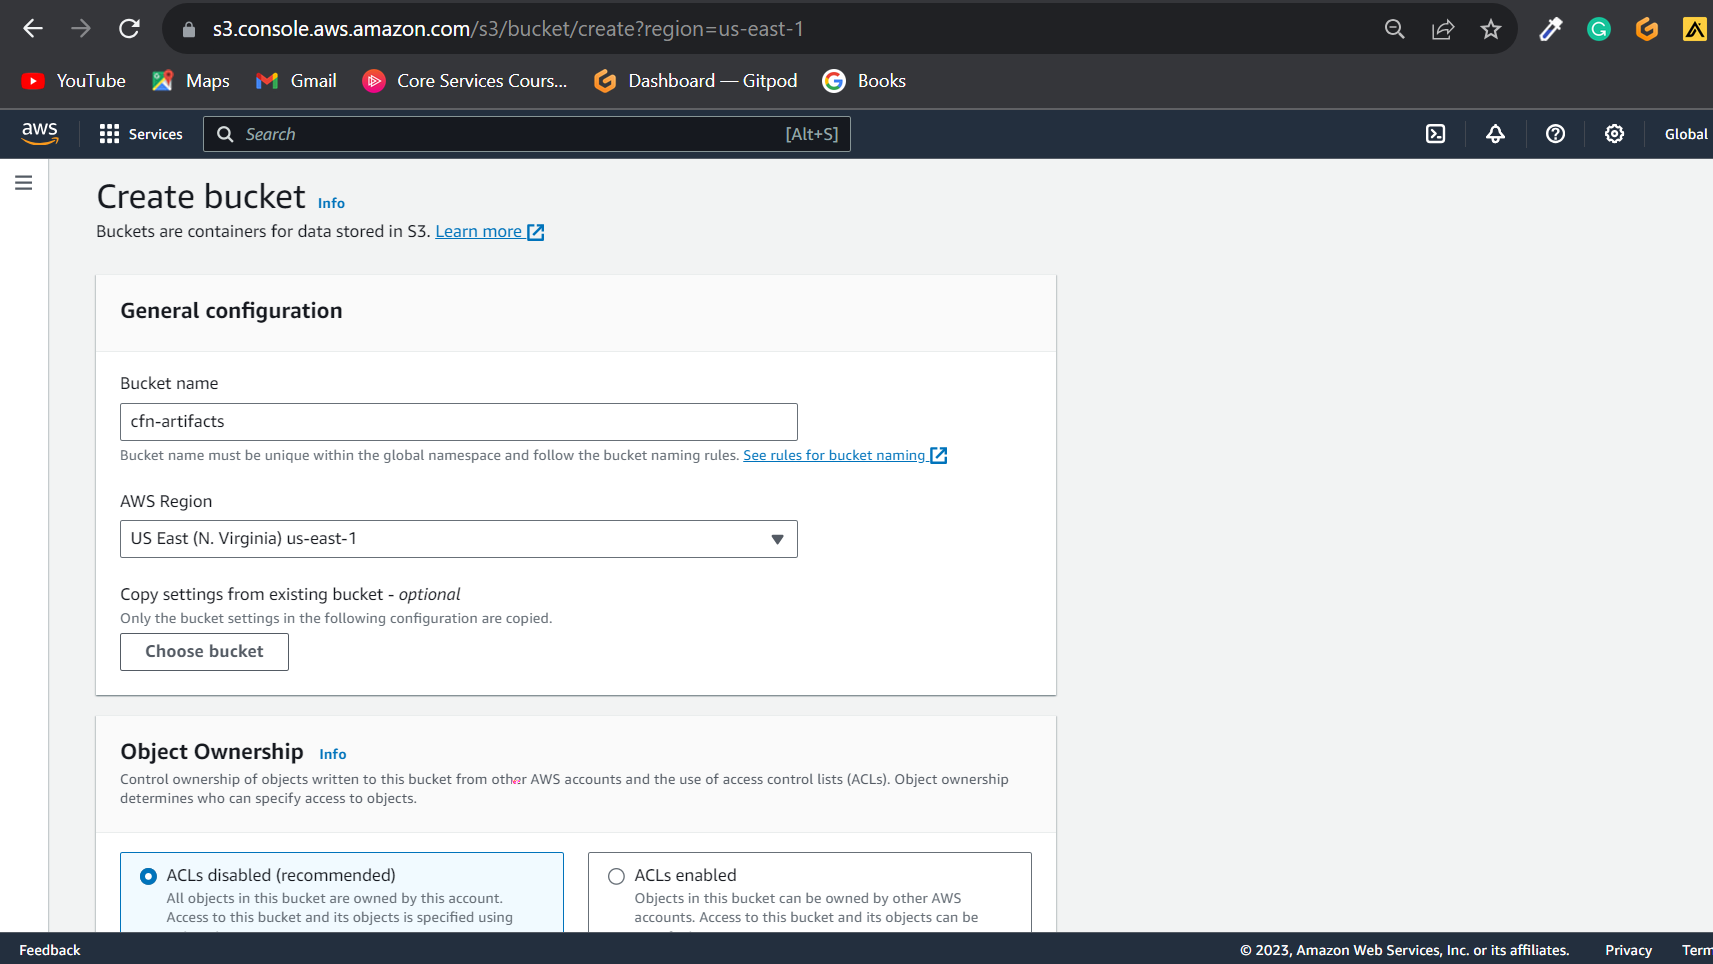 s3.console.aws.amazon.com/s3/bucket/create?region=us-east-1
YouTube Maps Gmail Core Services Cours... Dashboard — Gitpod Books
aws Services Search [Alt+S] Global
Create bucket Info
Buckets are containers for data stored in S3. Learn more
General configuration
Bucket name
cfn-artifacts
Bucket name must be unique within the global namespace and follow the bucket naming rules. See rules for bucket naming
AWS Region
US East (N. Virginia) us-east-1
Copy settings from existing bucket - optional
Only the bucket settings in the following configuration are copied.
Choose bucket
Object Ownership Info
Control ownership of objects written to this bucket from other AWS accounts and the use of access control lists (ACLs). Object ownership
determines who can specify access to objects.
ACLs disabled (recommended)
All objects in this bucket are owned by this account.
Access to this bucket and its objects is specified using
ACLs enabled
Objects in this bucket can be owned by other AWS
accounts. Access to this bucket and its objects can be
Feedback © 2023, Amazon Web Services, Inc. or its affiliates. Privacy Term